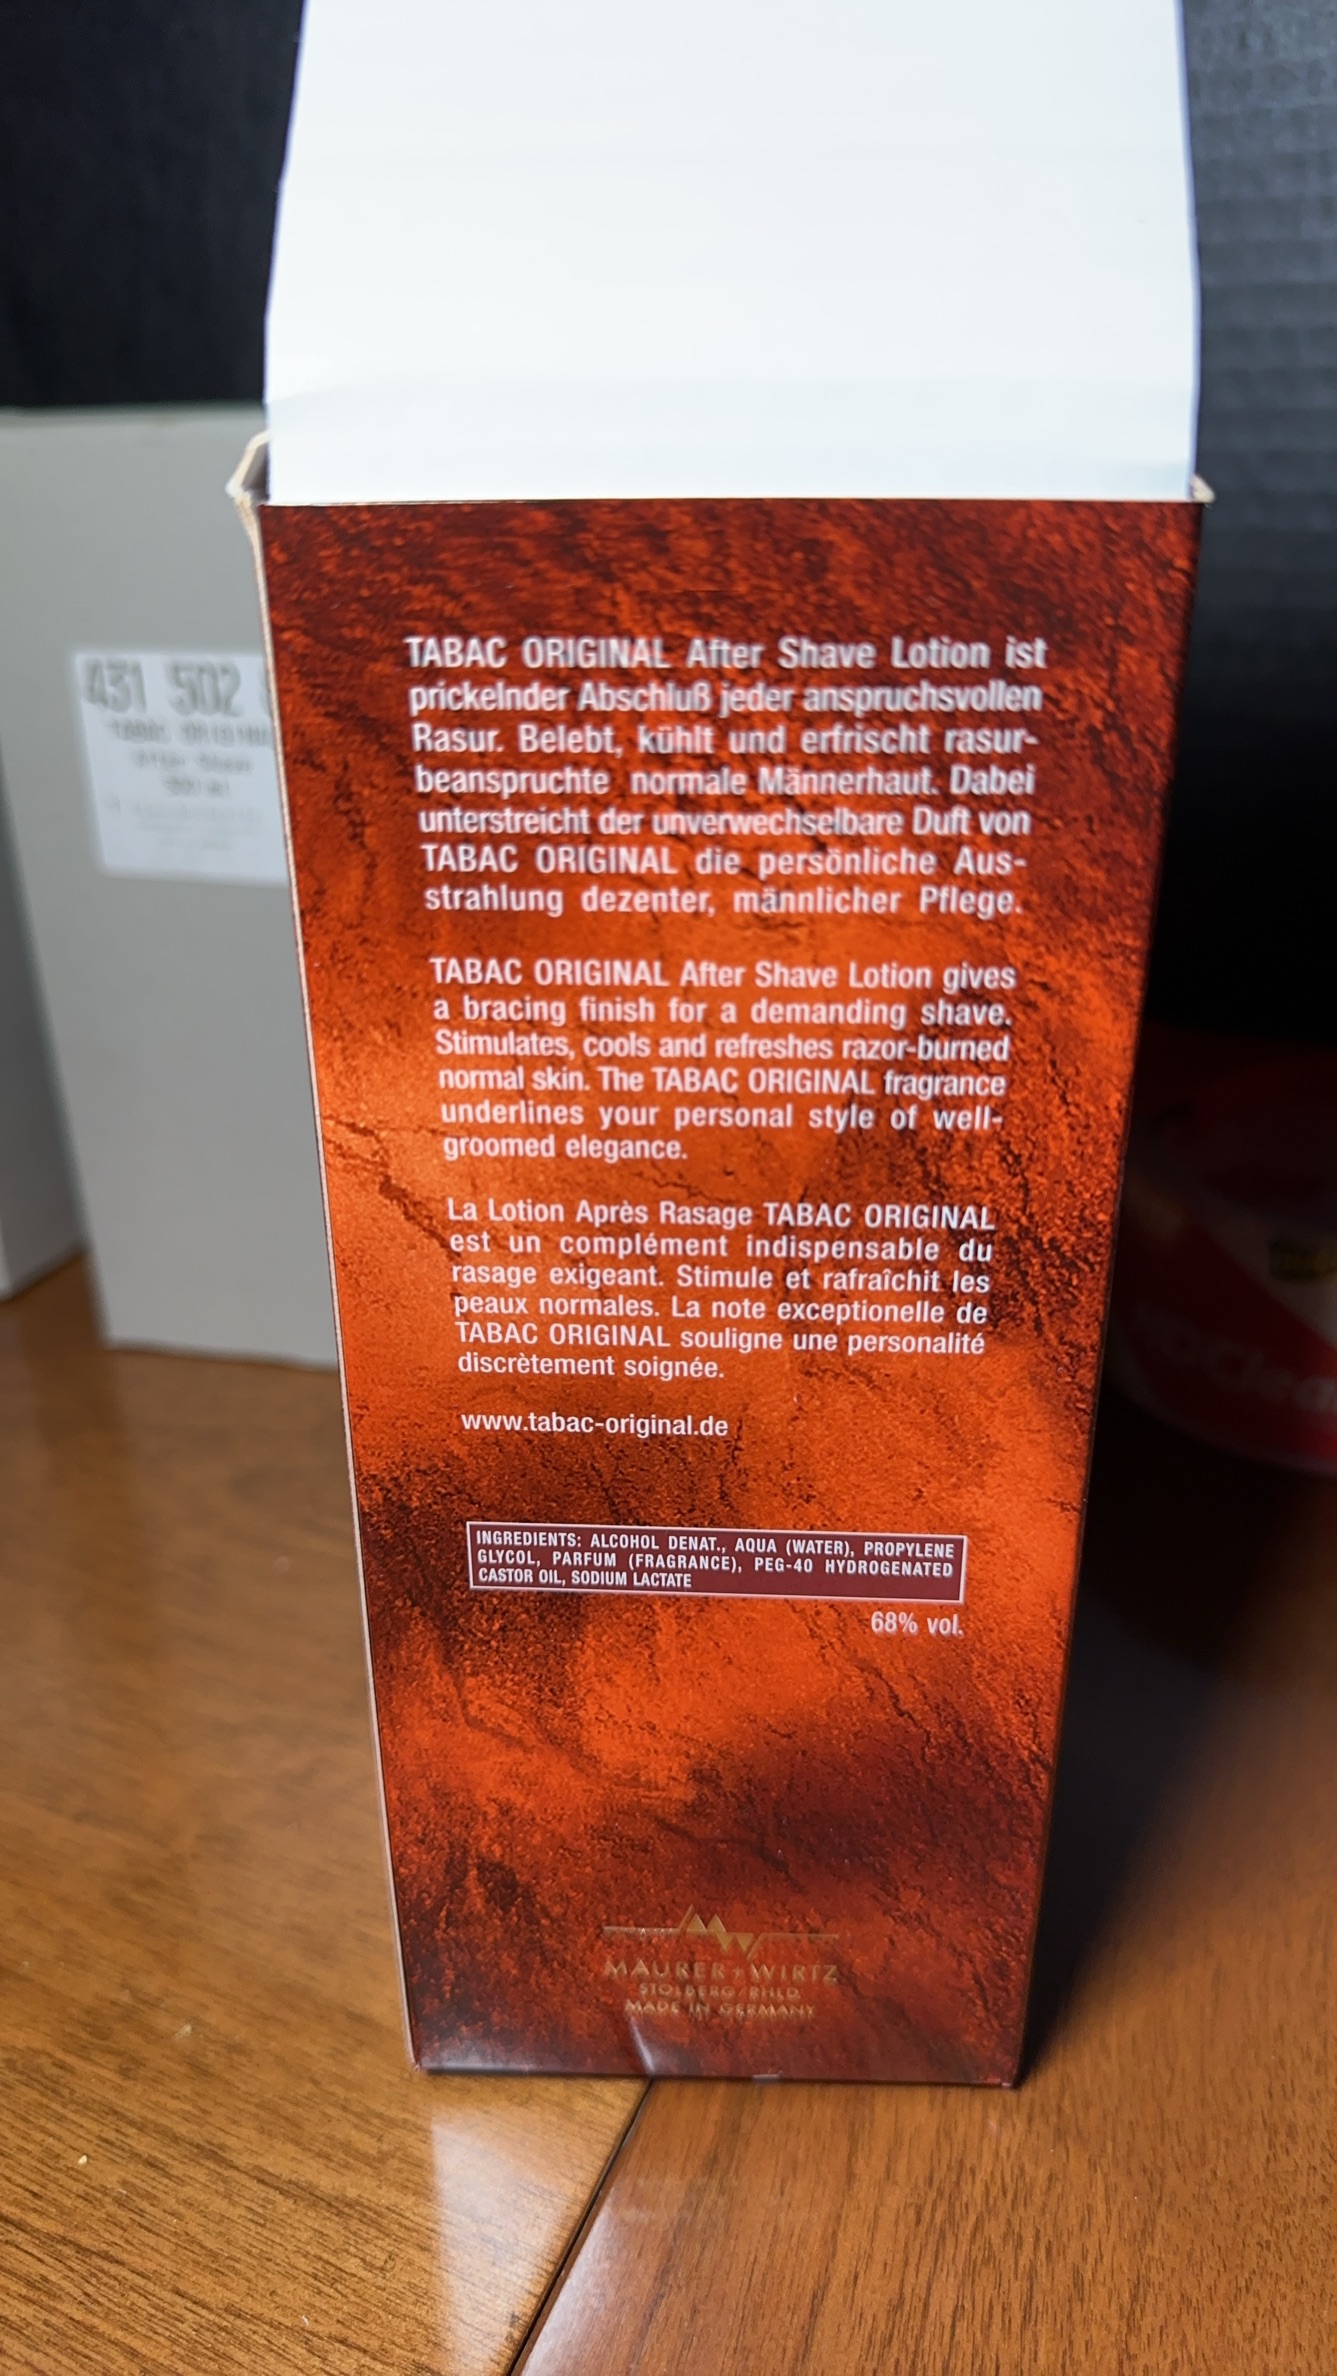 TABAC ORIGINAL After Shave Lotion ist
prickelnder Abschluß jeder anspruchsvollen
Rasur. Belebt, kühlt und erfrischt rasur-
beanspruchte normale Männerhaut. Dabei
unterstreicht der unverwechselbare Duft von
TABAC ORIGINAL die persönliche Aus-
strahlung dezenter, männlicher Pflege.
TABAC ORIGINAL After Shave Lotion gives
a bracing finish for a demanding shave.
Stimulates, cools and refreshes razor-burned
normal skin. The TABAC ORIGINAL fragrance
underlines your personal style of well-
groomed elegance.
La Lotion Après Rasage TABAC ORIGINAL
est un complément indispensable du
rasage exigeant. Stimule et rafraîchit les
peaux normales. La note exceptionelle de
TABAC ORIGINAL souligne une personalité
discrètement soignée.
www.tabac-original.de
INGREDIENTS: ALCOHOL DENAT., AQUA (WATER), PROPYLENE
GLYCOL, PARFUM (FRAGRANCE), PEG-40 HYDROGENATED
CASTOR OIL, SODIUM LACTATE
68% vol.
MAURER+WIRTZ
STOLBERG/RHLD.
MADE IN GERMANY
431 502
TABAC ORIGINA
After Shave